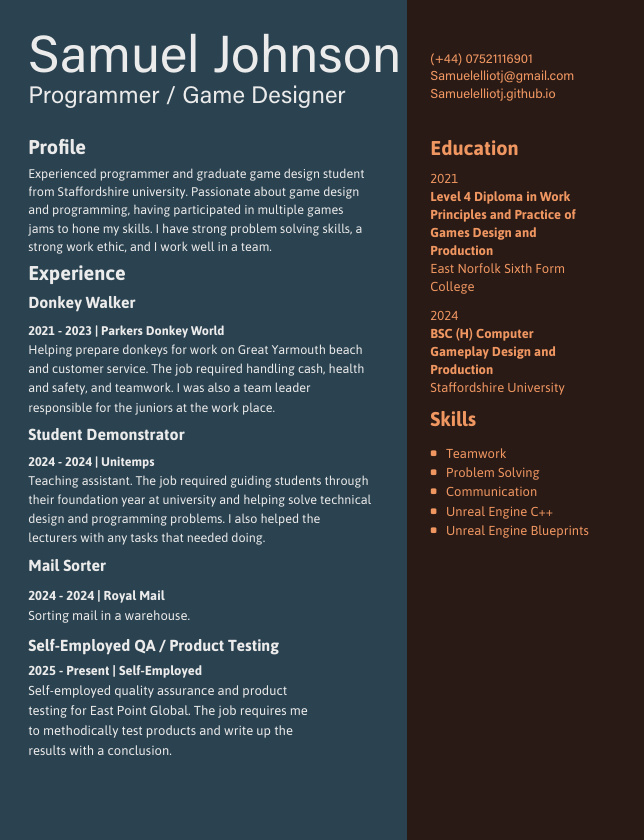 Samuel Johnson
Programmer / Game Designer
Profile
Experienced programmer and graduate game design student
from Staffordshire university. Passionate about game design
and programming, having participated in multiple games
jams to hone my skills. I have strong problem solving skills, a
strong work ethic, and I work well in a team.
Experience
Donkey Walker
2021 - 2023 | Parkers Donkey World
Helping prepare donkeys for work on Great Yarmouth beach
and customer service. The job required handling cash, health
and safety, and teamwork. I was also a team leader
responsible for the juniors at the work place.
Student Demonstrator
2024 - 2024 | Unitemps
Teaching assistant. The job required guiding students through
their foundation year at university and helping solve technical
design and programming problems. I also helped the
lecturers with any tasks that needed doing.
Mail Sorter
2024 - 2024 | Royal Mail
Sorting mail in a warehouse.
Self-Employed QA / Product Testing
2025 - Present | Self-Employed
Self-employed quality assurance and product
testing for East Point Global. The job requires me
to methodically test products and write up the
results with a conclusion.
(+44) 07521116901
Samuelelliotj@gmail.com
Samuelelliotj.github.io
Education
2021
Level 4 Diploma in Work
Principles and Practice of
Games Design and
Production
East Norfolk Sixth Form
College
2024
BSC (H) Computer
Gameplay Design and
Production
Staffordshire University
Skills
Teamwork
Problem Solving
Communication
Unreal Engine C++
Unreal Engine Blueprints